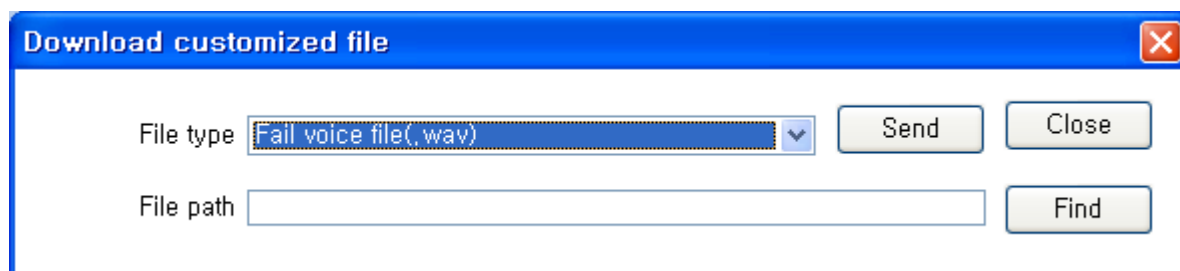 Download customized file
File type Fail voice file(.wav) Send Close
File path Find